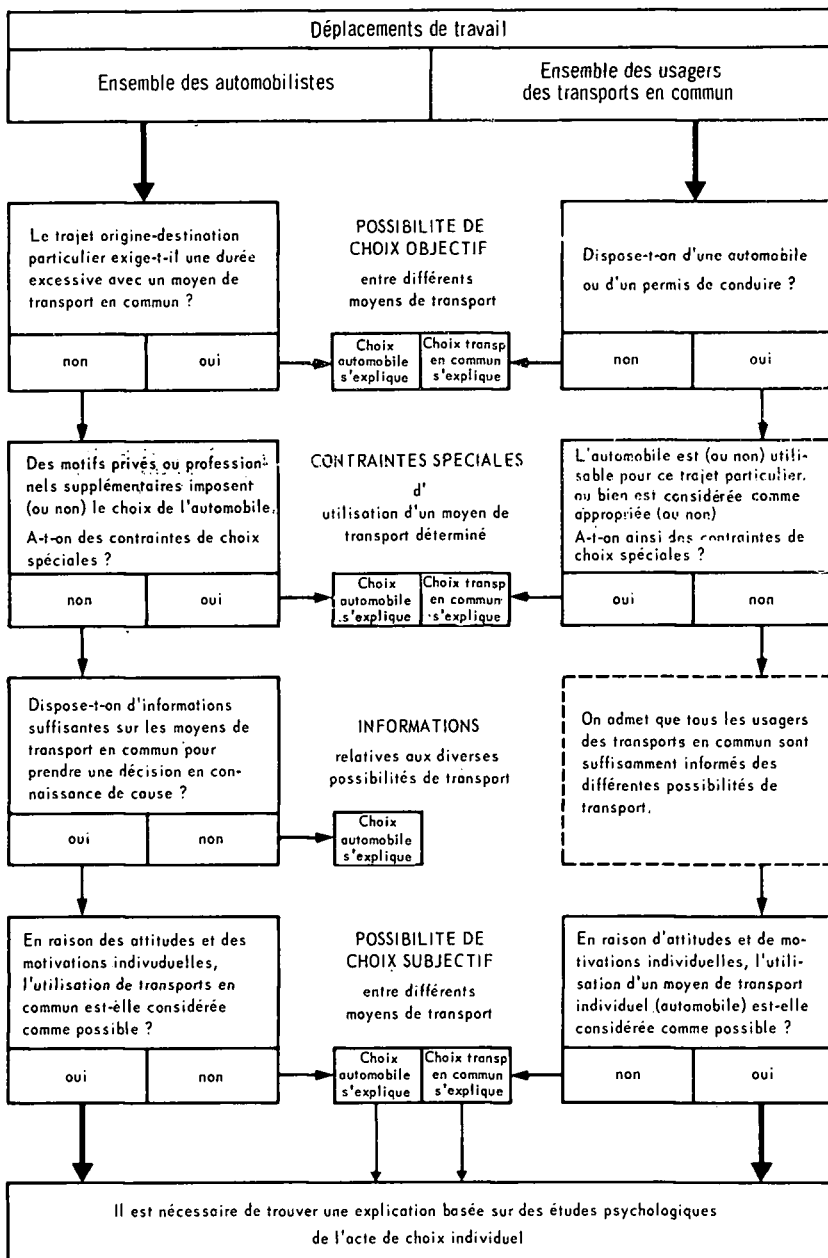 Déplacements de travail
Ensemble des automobilistes
Ensemble des usagers
des transports en commun
Le trajet origine-destination
particulier exige-t-il une durée
excessive avec un moyen de
transport en commun ?
non
oui
POSSIBILITE DE
CHOIX OBJECTIF
entre différents
moyens de transport
Choix
automobile
s'explique
Choix transp
en commun
s'explique
Dispose-t-on d'une automobile
ou d'un permis de conduire ?
non
oui
Des motifs privés ou profession-
nels supplémentaires imposent
(ou non) le choix de l'automobile.
A-t-on des contraintes de choix
spéciales ?
non
oui
CONTRAINTES SPECIALES
d'
utilisation d'un moyen de
transport déterminé
Choix
automobile
s'explique
Choix transp
en commun
s'explique
L'automobile est (ou non) utili-
sable pour ce trajet particulier,
ou bien est considérée comme
appropriée (ou non)
A-t-on ainsi des contraintes de
choix spéciales ?
oui
non
Dispose-t-on d'informations
suffisantes sur les moyens de
transport en commun pour
prendre une décision en con-
naissance de cause ?
oui
non
INFORMATIONS
relatives aux diverses
possibilités de transport
Choix
automobile
s'explique
On admet que tous les usagers
des transports en commun sont
suffisamment informés des
différentes possibilités de
transport.
En raison des attitudes et des
motivations indivuduelles,
l'utilisation de transports en
commun est-elle considérée
comme possible ?
oui
non
POSSIBILITE DE
CHOIX SUBJECTIF
entre différents
moyens de transport
Choix
automobile
s'explique
Choix transp
en commun
s'explique
En raison d'attitudes et de mo-
tivations individuelles, l'utili-
sation d'un moyen de transport
individuel (automobile) est-elle
considérée comme possible ?
non
oui
Il est nécessaire de trouver une explication basée sur des études psychologiques
de l'acte de choix individuel